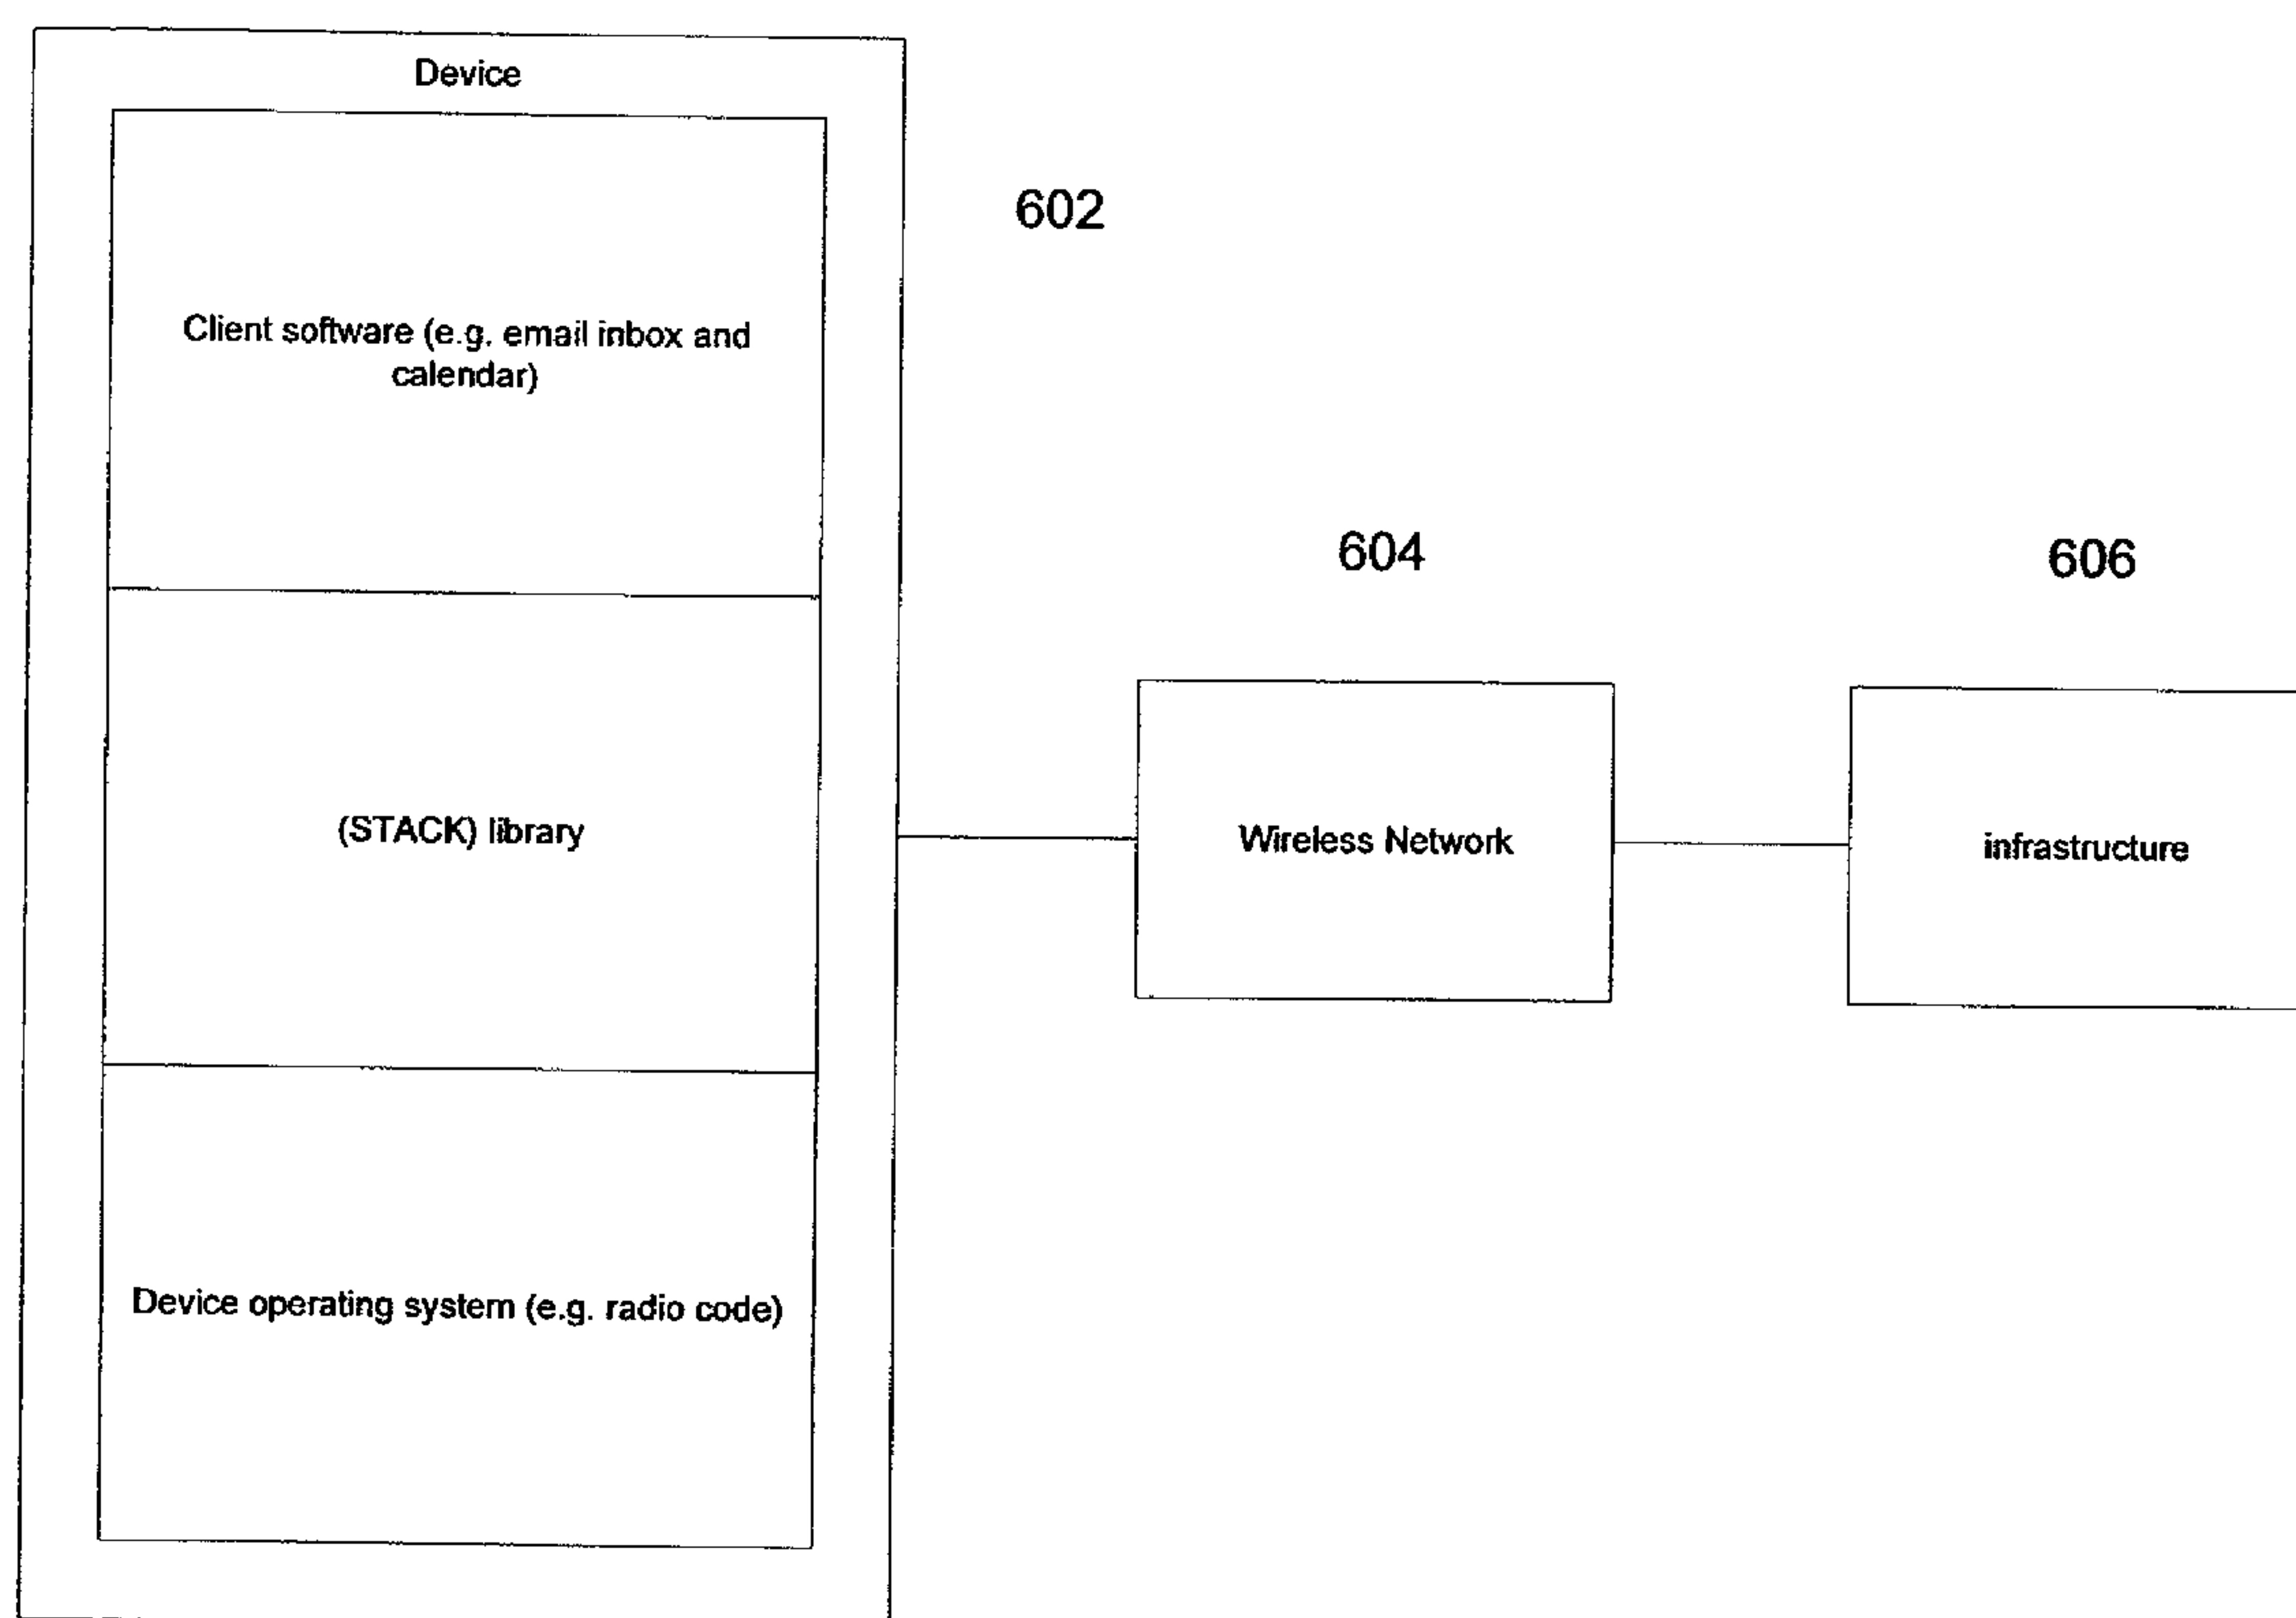 Device
602
Client software (e.g. email inbox and
calendar)
604
606
(STACK) library
Wireless Network
infrastructure
Device operating system (e.g. radio code)